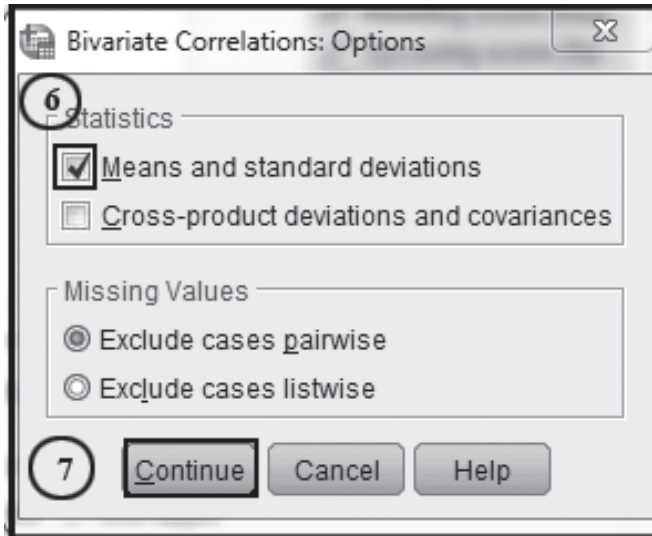 Bivariate Correlations: Options
6
Statistics
Means and standard deviations
Cross-product deviations and covariances
Missing Values
Exclude cases pairwise
Exclude cases listwise
7 Continue Cancel Help